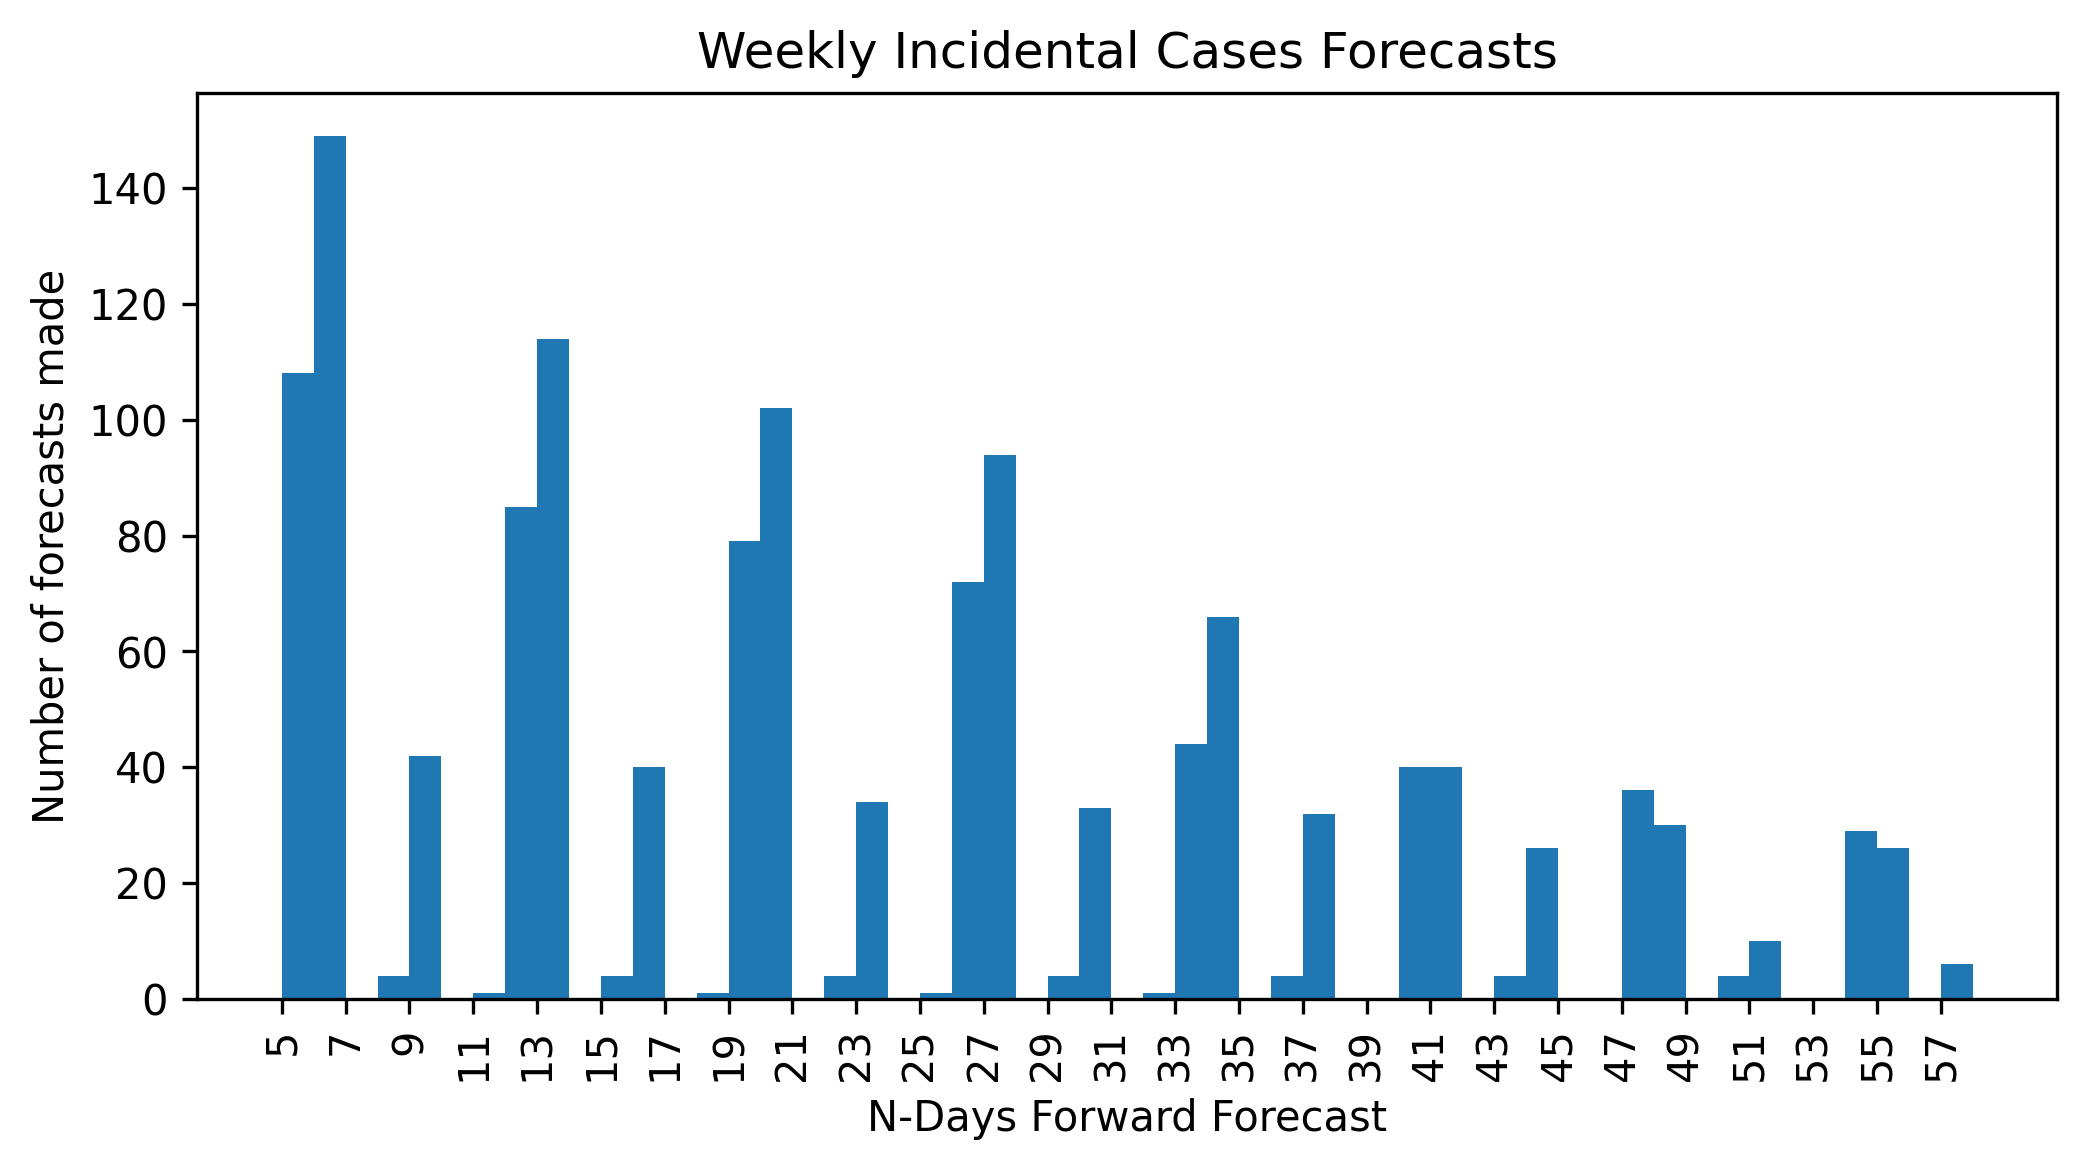 Weekly Incidental Cases Forecasts
Number of forecasts made
140
120
100
80
60
40
20
0
5 7 9 11 13 15 17 19 21 23 25 27 29 31 33 35 37 39 41 43 45 47 49 51 53 55 57
N-Days Forward Forecast